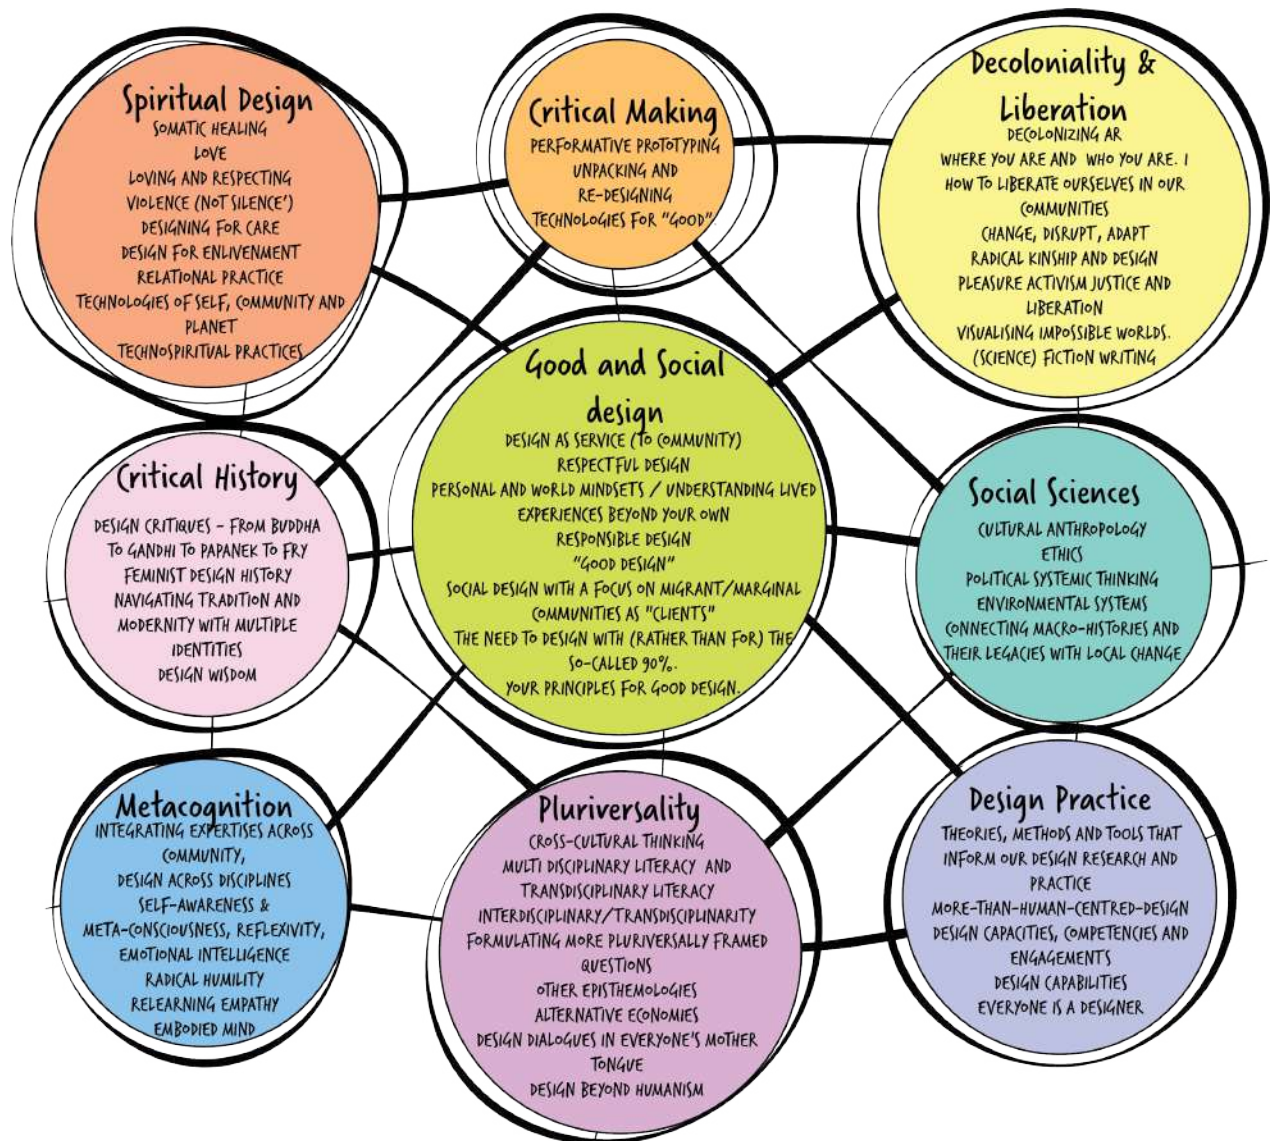 Spiritual Design
SOMATIC HEALING
LOVE
LOVING AND RESPECTING
VIOLENCE (NOT SILENCE')
DESIGNING FOR CARE
DESIGN FOR ENLIVENMENT
RELATIONAL PRACTICE
TECHNOLOGIES OF SELF, COMMUNITY AND
PLANET
TECHNOSPIRITUAL PRACTICES
Critical Making
PERFORMATIVE PROTOTYPING
UNPACKING AND
RE-DESIGNING
TECHNOLOGIES FOR "GOOD"
Decoloniality &
Liberation
DECOLONIZING AR
WHERE YOU ARE AND WHO YOU ARE. I
HOW TO LIBERATE OURSELVES IN OUR
COMMUNITIES
CHANGE, DISRUPT, ADAPT
RADICAL KINSHIP AND DESIGN
PLEASURE ACTIVISM JUSTICE AND
LIBERATION
VISUALISING IMPOSSIBLE WORLDS.
(SCIENCE) FICTION WRITING
Critical History
DESIGN CRITIQUES - FROM BUDDHA
TO GANDHI TO PAPANEK TO FRY
FEMINIST DESIGN HISTORY
NAVIGATING TRADITION AND
MODERNITY WITH MULTIPLE
IDENTITIES
DESIGN WISDOM
Good and Social
design
DESIGN AS SERVICE (TO COMMUNITY)
RESPECTFUL DESIGN
PERSONAL AND WORLD MINDSETS / UNDERSTANDING LIVED
EXPERIENCES BEYOND YOUR OWN
RESPONSIBLE DESIGN
"GOOD DESIGN"
SOCIAL DESIGN WITH A FOCUS ON MIGRANT/MARGINAL
COMMUNITIES AS "CLIENTS"
THE NEED TO DESIGN WITH (RATHER THAN FOR) THE
SO-CALLED 90%.
YOUR PRINCIPLES FOR GOOD DESIGN.
Social Sciences
CULTURAL ANTHROPOLOGY
ETHICS
POLITICAL SYSTEMIC THINKING
ENVIRONMENTAL SYSTEMS
CONNECTING MACRO-HISTORIES AND
THEIR LEGACIES WITH LOCAL CHANGE
Metacognition
INTEGRATING EXPERTISES ACROSS
COMMUNITY,
DESIGN ACROSS DISCIPLINES
SELF-AWARENESS &
META-CONSCIOUSNESS, REFLEXIVITY,
EMOTIONAL INTELLIGENCE
RADICAL HUMILITY
RELEARNING EMPATHY
EMBODIED MIND
Pluriversality
CROSS-CULTURAL THINKING
MULTI DISCIPLINARY LITERACY AND
TRANSDISCIPLINARY LITERACY
INTERDISCIPLINARY/TRANSDISCIPLINARITY
FORMULATING MORE PLURIVERSALLY FRAMED
QUESTIONS
OTHER EPISTHEMOLOGIES
ALTERNATIVE ECONOMIES
DESIGN DIALOGUES IN EVERYONE'S MOTHER
TONGUE
DESIGN BEYOND HUMANISM
Design Practice
THEORIES, METHODS AND TOOLS THAT
INFORM OUR DESIGN RESEARCH AND
PRACTICE
MORE-THAN-HUMAN-CENTRED-DESIGN
DESIGN CAPACITIES, COMPETENCIES AND
ENGAGEMENTS
DESIGN CAPABILITIES
EVERYONE IS A DESIGNER